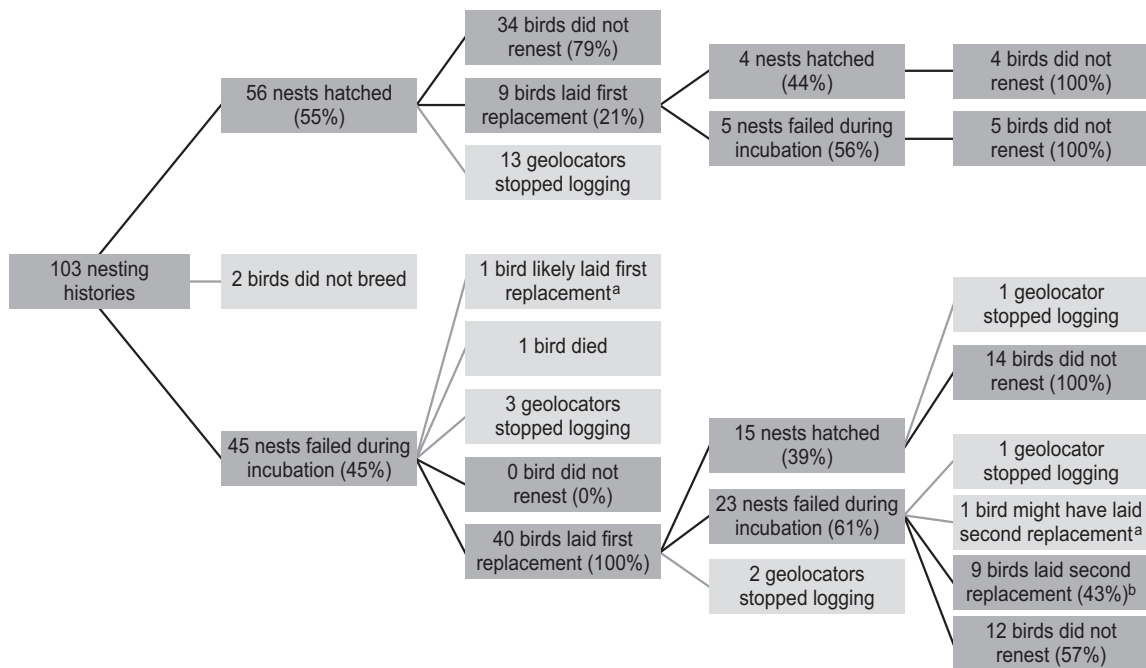 103 nesting
histories
56 nests hatched
(55%)
2 birds did not breed
45 nests failed during
incubation (45%)
34 birds did not
renest (79%)
9 birds laid first
replacement (21%)
13 geolocators
stopped logging
1 bird likely laid first
replacementᵃ
1 bird died
3 geolocators
stopped logging
0 bird did not
renest (0%)
40 birds laid first
replacement (100%)
4 nests hatched
(44%)
5 nests failed during
incubation (56%)
15 nests hatched
(39%)
23 nests failed during
incubation (61%)
2 geolocators
stopped logging
4 birds did not
renest (100%)
5 birds did not
renest (100%)
1 geolocator
stopped logging
14 birds did not
renest (100%)
1 geolocator
stopped logging
1 bird might have laid
second replacementᵃ
9 birds laid second
replacement (43%)ᵇ
12 birds did not
renest (57%)